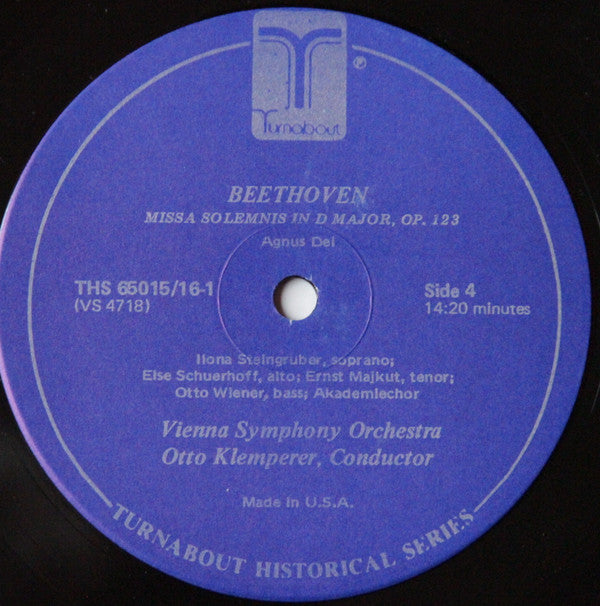 Turnabout
℗
BEETHOVEN
MISSA SOLEMNIS IN D MAJOR, OP. 123
Agnus Dei
THS 65015/16-1
(VS 4718)
Side 4
14:20 minutes
Ilona Steingruber, soprano;
Else Schuerhoff, alto; Ernst Majkut, tenor;
Otto Wiener, bass; Akademiechor
Vienna Symphony Orchestra
Otto Klemperer, Conductor
Made in U.S.A.
TURNABOUT HISTORICAL SERIES